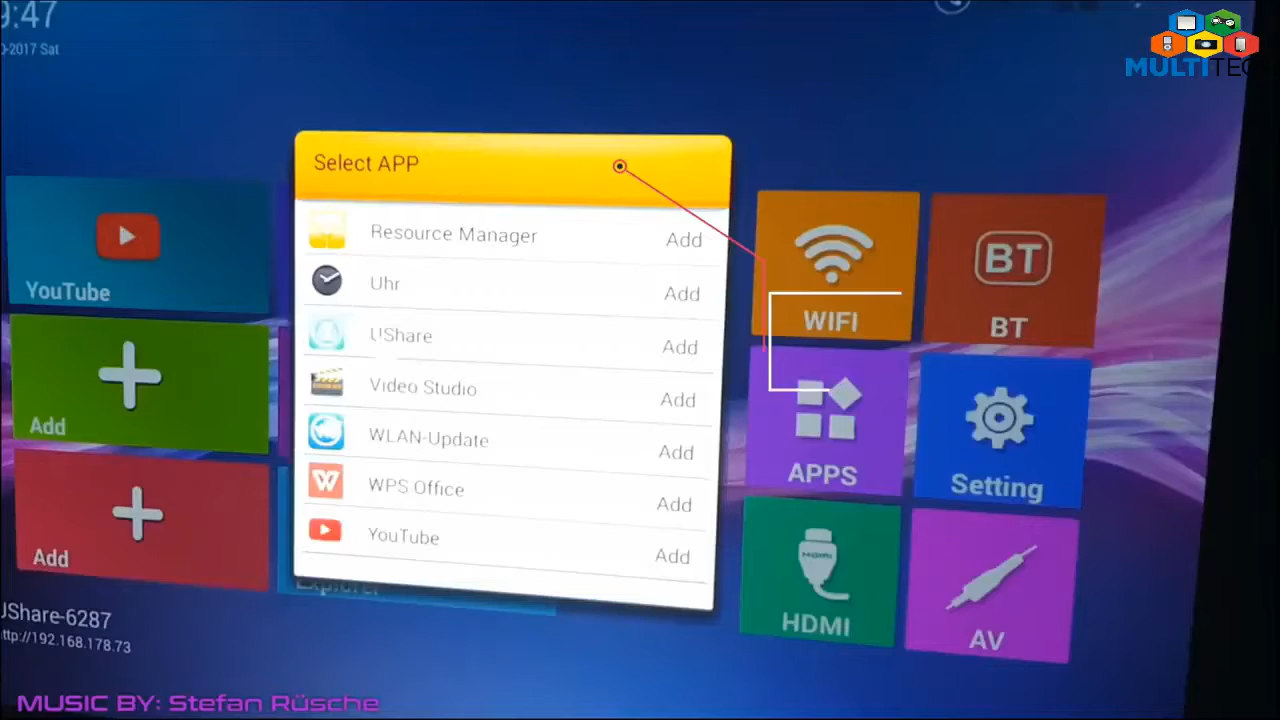 9:47
-2017 Sat
MULTITEC
Select APP
Resource Manager Add
Uhr Add
UShare Add
Video Studio Add
WLAN-Update Add
WPS Office Add
YouTube Add
YouTube
Add
Add
Explorer
WIFI
BT
BT
APPS
Setting
HDMI
HDMI
AV
UShare-6287
http://192.168.178.73
MUSIC BY: Stefan Rüsche